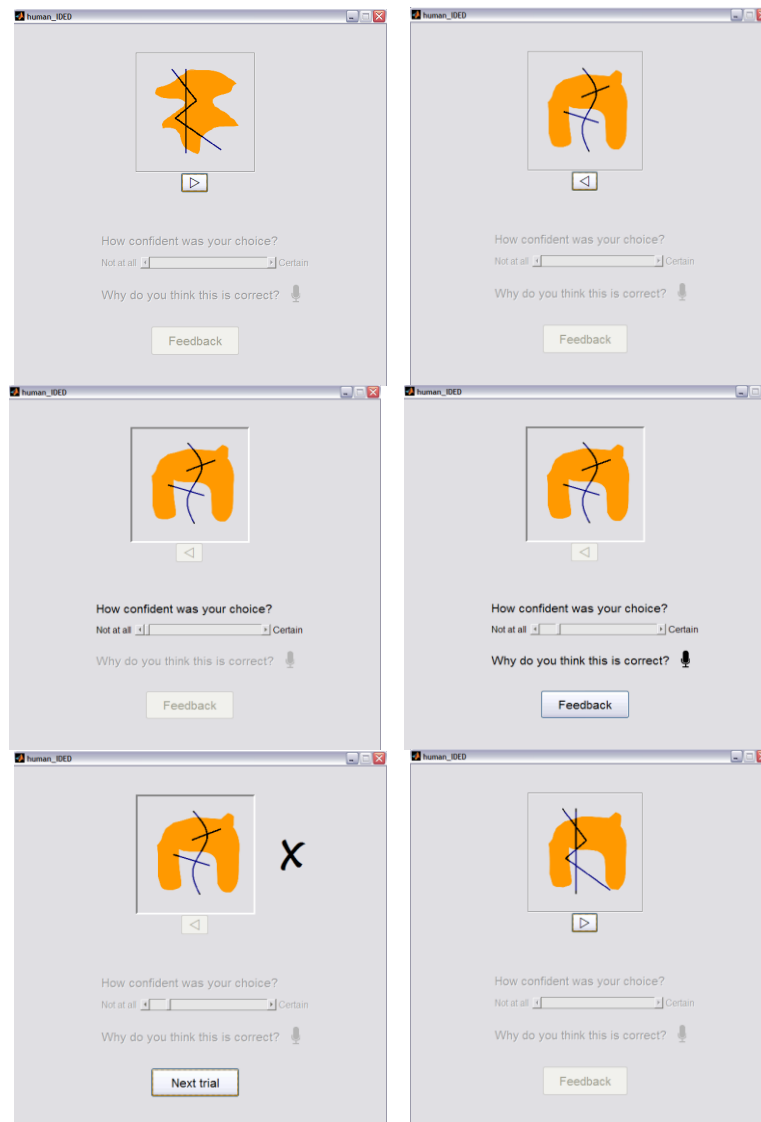 human_IDED
How confident was your choice?
Not at all Certain
Why do you think this is correct?
Feedback
human_IDED
How confident was your choice?
Not at all Certain
Why do you think this is correct?
Feedback
human_IDED
How confident was your choice?
Not at all Certain
Why do you think this is correct?
Feedback
human_IDED
How confident was your choice?
Not at all Certain
Why do you think this is correct?
Feedback
human_IDED
X
How confident was your choice?
Not at all Certain
Why do you think this is correct?
Next trial
human_IDED
How confident was your choice?
Not at all Certain
Why do you think this is correct?
Feedback